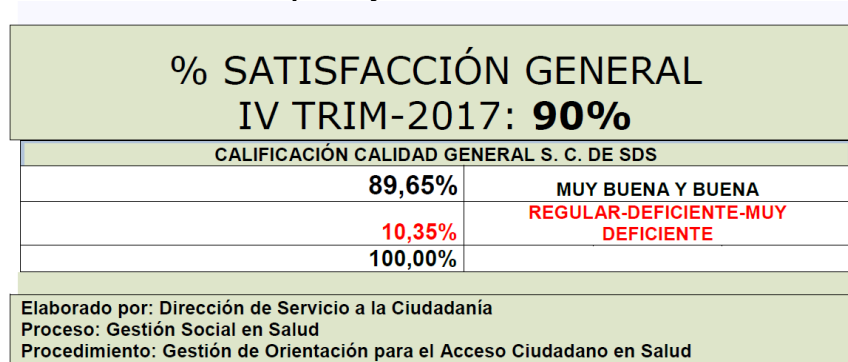 % SATISFACCIÓN GENERAL
IV TRIM-2017: 90%
CALIFICACIÓN CALIDAD GENERAL S. C. DE SDS
89,65% MUY BUENA Y BUENA
10,35% REGULAR-DEFICIENTE-MUY
DEFICIENTE
100,00%
Elaborado por: Dirección de Servicio a la Ciudadanía
Proceso: Gestión Social en Salud
Procedimiento: Gestión de Orientación para el Acceso Ciudadano en Salud